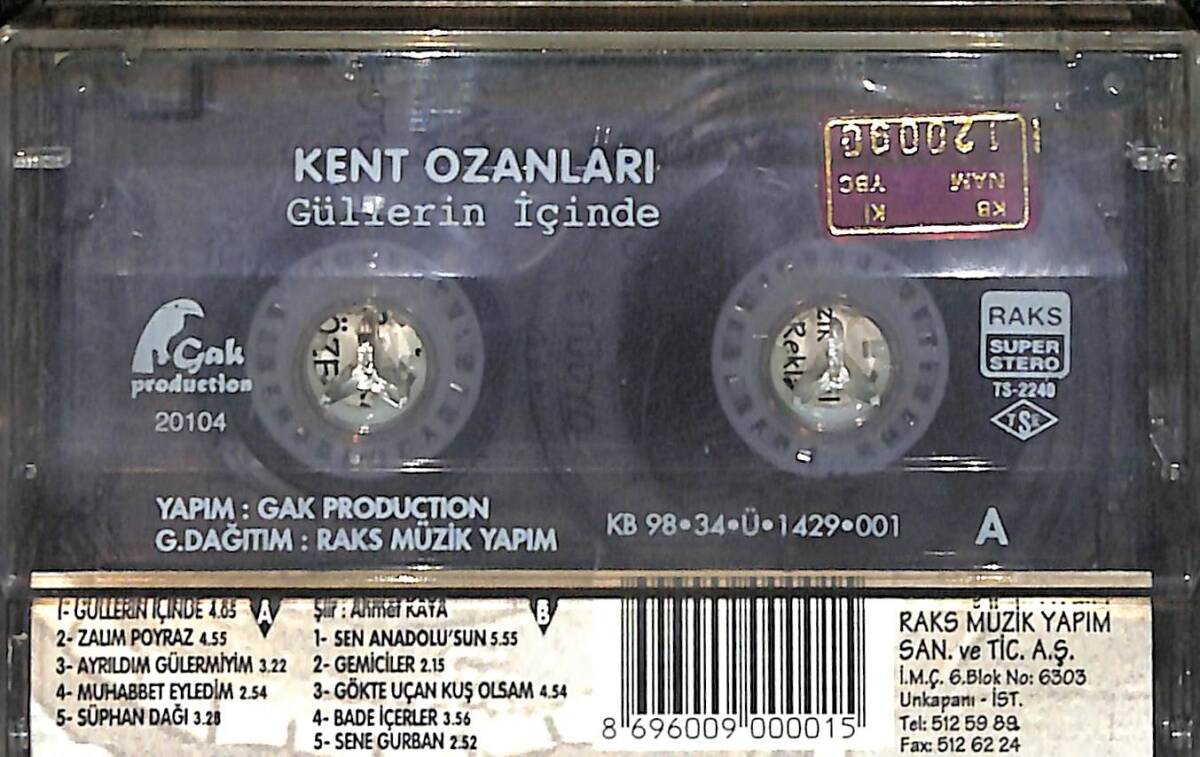 KENT OZANLARI
Güllerin İçinde
120090
KB
NAM
YBC
Kİ
Gak
production
20104
RAKS
SUPER
STERO
TS-2240
TSE
YAPIM : GAK PRODUCTION
G.DAĞITIM : RAKS MÜZİK YAPIM
KB 98•34•Ü•1429•001
A
1- GÜLLERİN İÇİNDE 4.05
2- ZALIM POYRAZ 4.55
3- AYRILDIM GÜLERMİYİM 3.22
4- MUHABBET EYLEDİM 2.54
5- SÜPHAN DAĞI 3.28
A
Şiir : Ahmet KAYA
B
1- SEN ANADOLU'SUN 5.55
2- GEMİCİLER 2.15
3- GÖKTE UÇAN KUŞ OLSAM 4.54
4- BADE İÇERLER 3.56
5- SENE GURBAN 2.52
8 696009 000015
RAKS MÜZİK YAPIM
SAN. ve TİC. A.Ş.
İ.M.Ç. 6.Blok No: 6303
Unkapanı - İST.
Tel: 512 59 89
Fax: 512 62 24